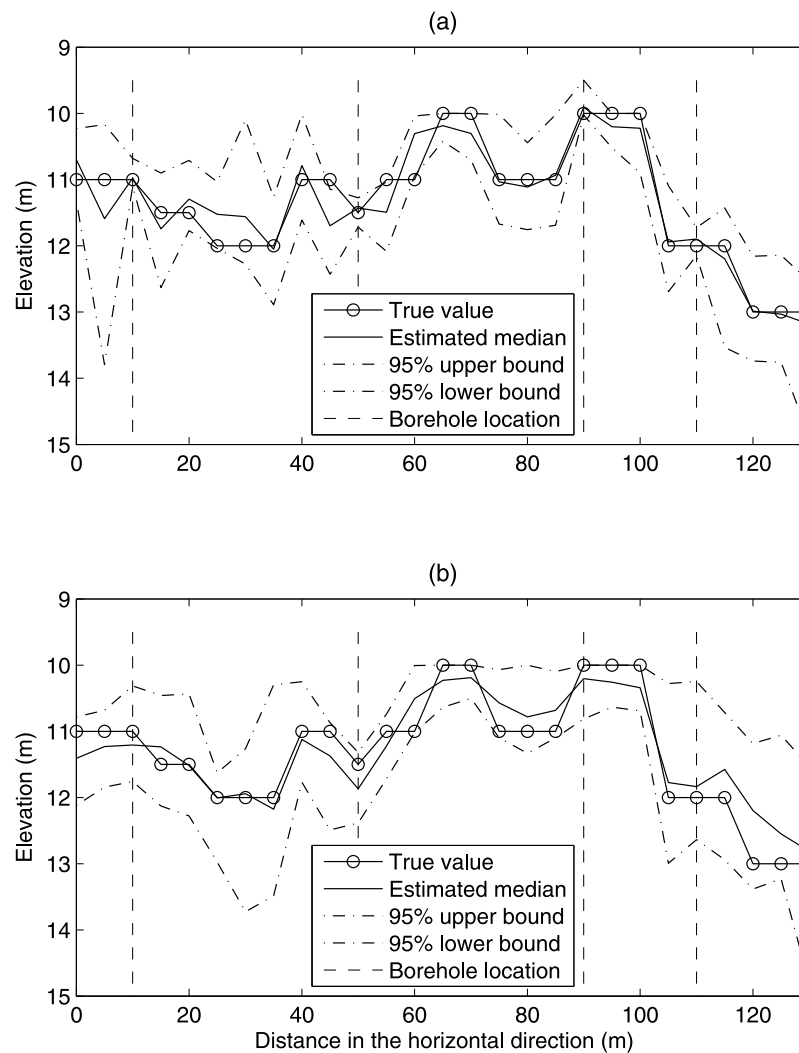 (a)
9
10
11
12
13
14
15
Elevation (m)
True value
Estimated median
95% upper bound
95% lower bound
Borehole location
0 20 40 60 80 100 120
(b)
9
10
11
12
13
14
15
Elevation (m)
True value
Estimated median
95% upper bound
95% lower bound
Borehole location
0 20 40 60 80 100 120
Distance in the horizontal direction (m)